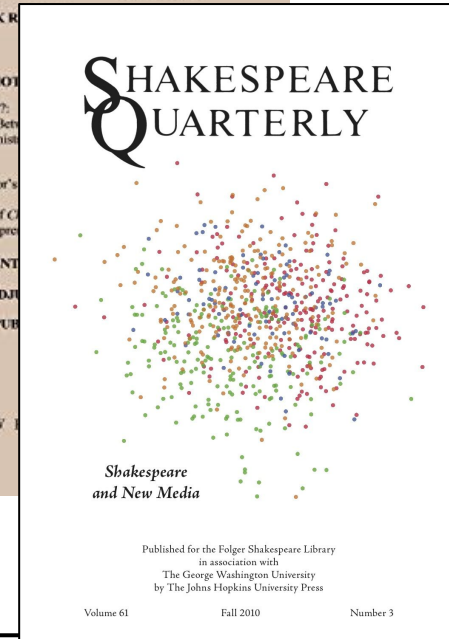 SHAKESPEARE
QUARTERLY
Shakespeare
and New Media
Published for the Folger Shakespeare Library
in association with
The George Washington University
by The Johns Hopkins University Press
Volume 61 Fall 2010 Number 3